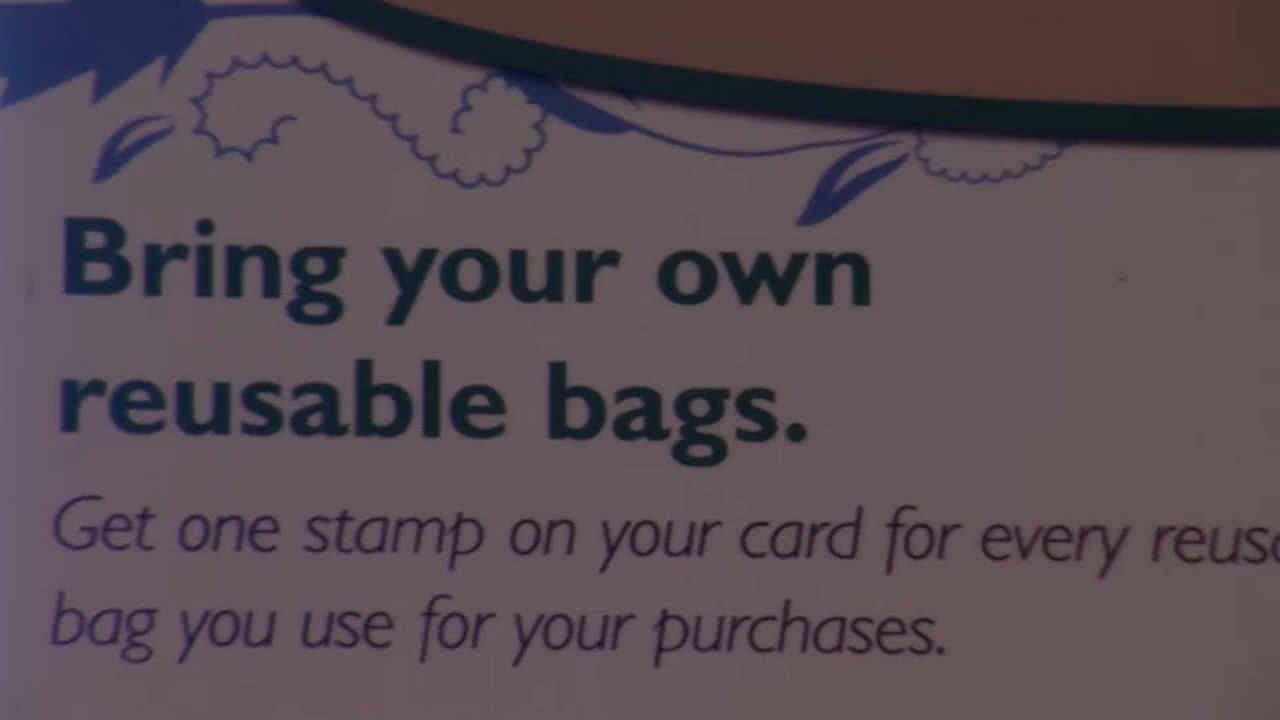 Bring your own
reusable bags.
Get one stamp on your card for every
bag you use for your purchases.